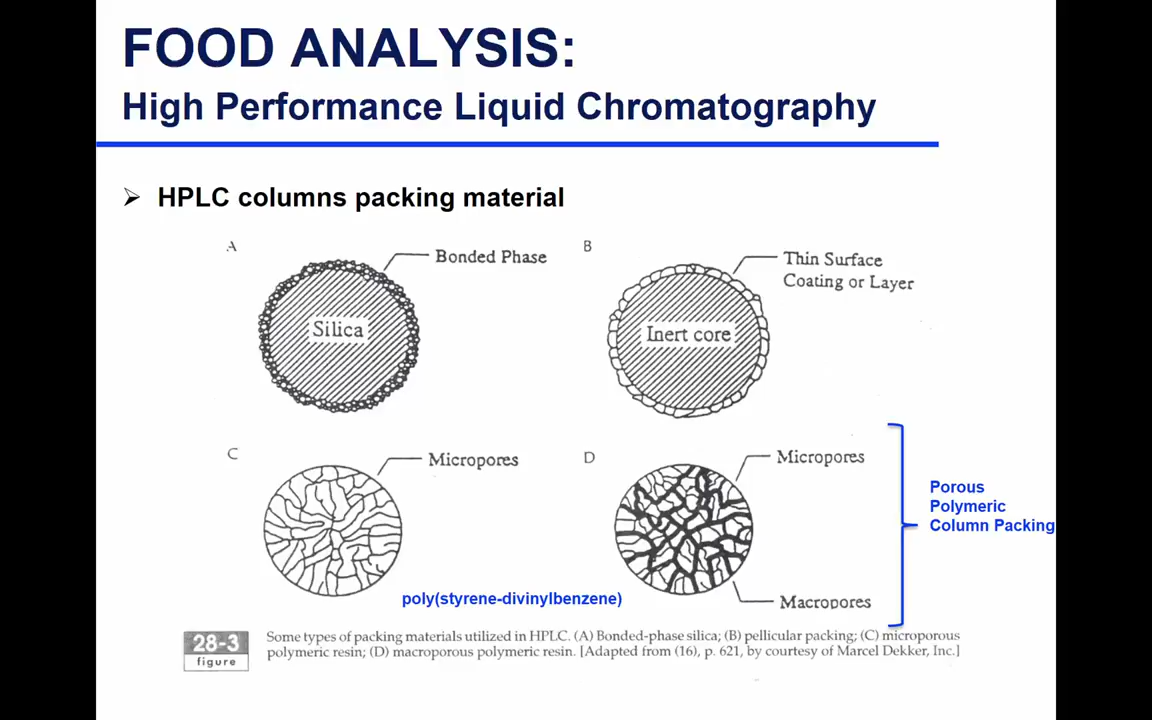 FOOD ANALYSIS:
High Performance Liquid Chromatography
HPLC columns packing material
A
Bonded Phase
Silica
B
Thin Surface
Coating or Layer
Inert core
C
Micropores
poly(styrene-divinylbenzene)
D
Micropores
Macropores
Porous
Polymeric
Column Packing
28-3
figure
Some types of packing materials utilized in HPLC. (A) Bonded-phase silica; (B) pellicular packing; (C) microporous
polymeric resin; (D) macroporous polymeric resin. [Adapted from (16), p. 621, by courtesy of Marcel Dekker, Inc.]